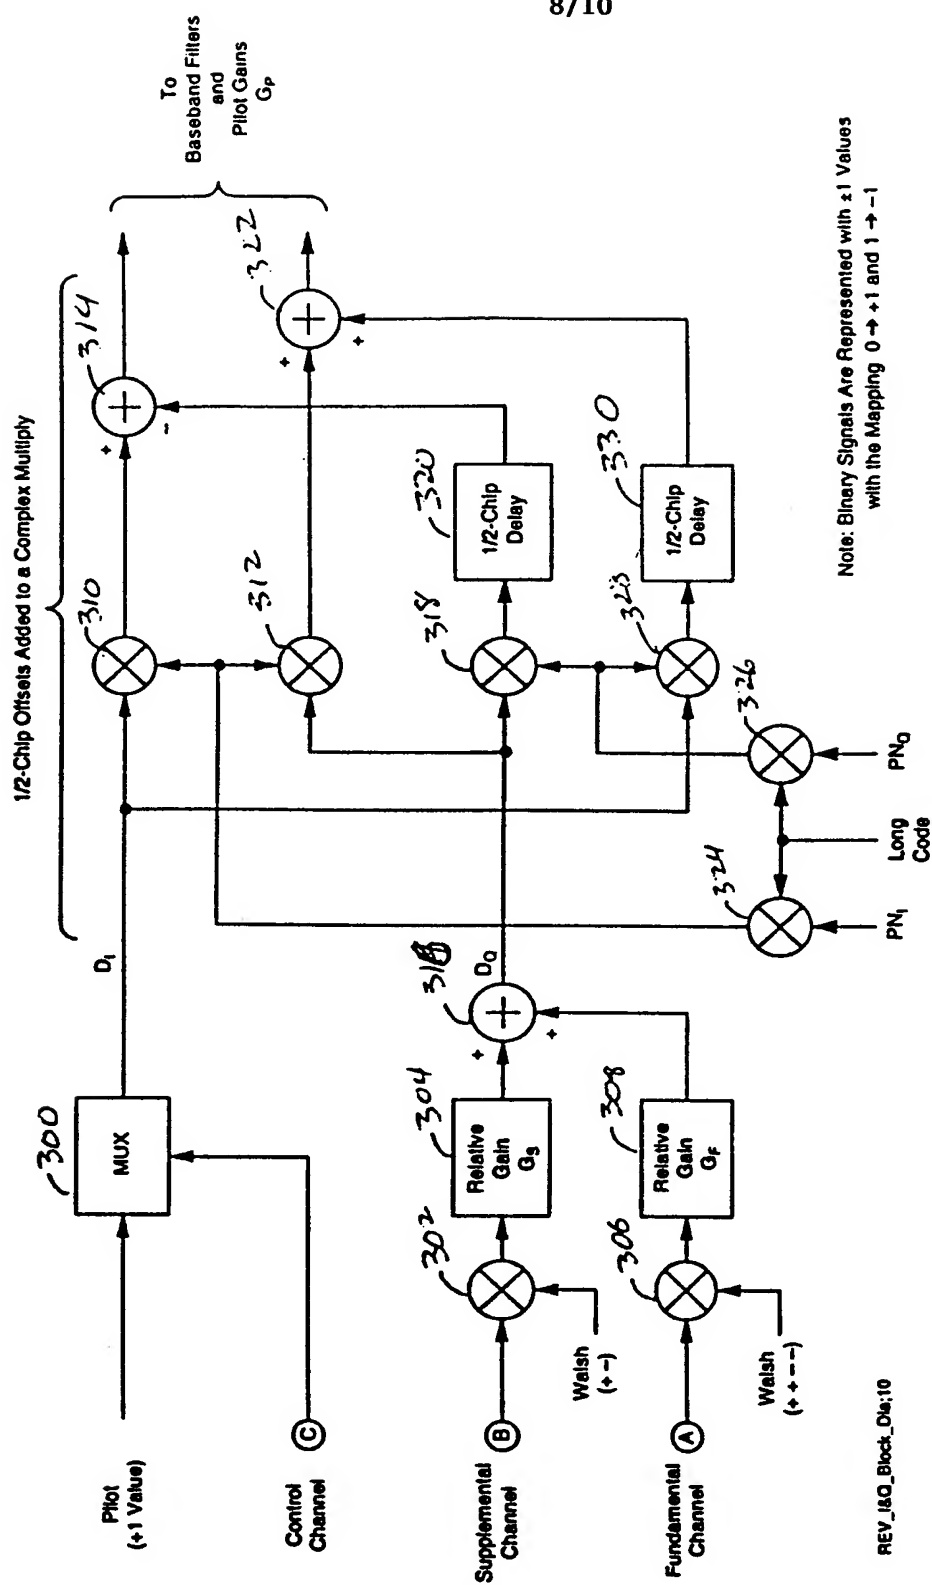 8/10
1/2-Chip Offsets Added to a Complex Multiply
To
Baseband Filters
and
Pilot Gains
GP
314
322
310
312
318
320
323
330
1/2-Chip
Delay
1/2-Chip
Delay
326
324
PNQ
Long
Code
PNI
DI
DQ
300
MUX
304
Relative
Gain
GS
308
Relative
Gain
GF
302
306
Pilot
(+1 Value)
Control
Channel
C
Supplemental
Channel
B
Walsh
(+ −)
Fundamental
Channel
A
Walsh
(+ + − −)
+
−
+
+
+
+
Note: Binary Signals Are Represented with ±1 Values
with the Mapping 0 → +1 and 1 → −1
REV_I&Q_Block_Dia;10